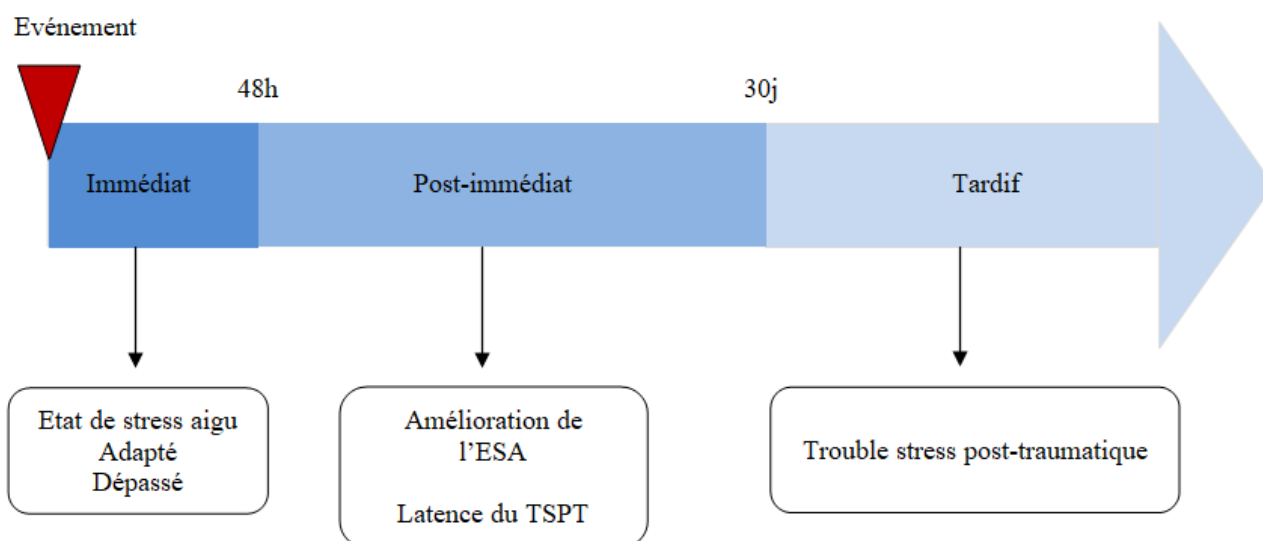 Evénement
48h
30j
Immédiat
Post-immédiat
Tardif
Etat de stress aigu
Adapté
Dépassé
Amélioration de
l’ESA
Latence du TSPT
Trouble stress post-traumatique